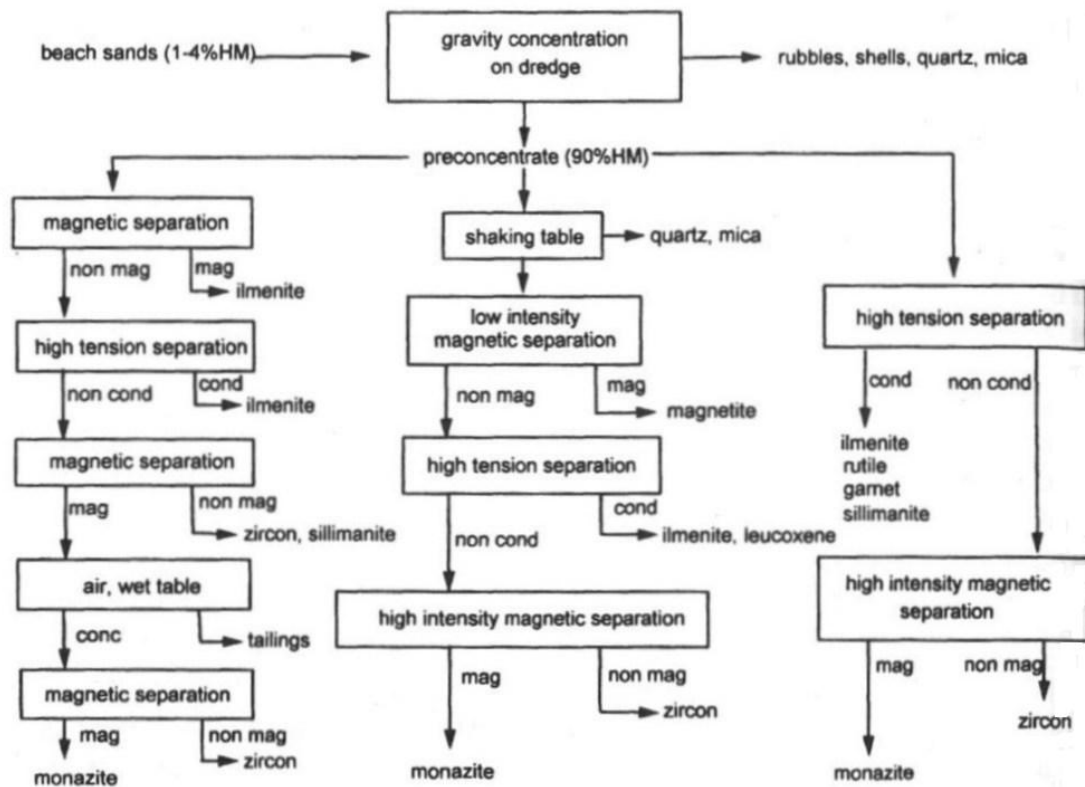 beach sands (1-4%HM)
gravity concentration
on dredge
rubbles, shells, quartz, mica
preconcentrate (90%HM)
magnetic separation
non mag
mag
ilmenite
high tension separation
non cond
cond
ilmenite
magnetic separation
mag
non mag
zircon, sillimanite
air, wet table
conc
tailings
magnetic separation
mag
non mag
zircon
monazite
shaking table
quartz, mica
low intensity
magnetic separation
non mag
mag
magnetite
high tension separation
cond
non cond
ilmenite, leucoxene
high intensity magnetic separation
mag
non mag
zircon
monazite
high tension separation
cond
non cond
ilmenite
rutile
garnet
sillimanite
high intensity magnetic
separation
mag
non mag
zircon
monazite